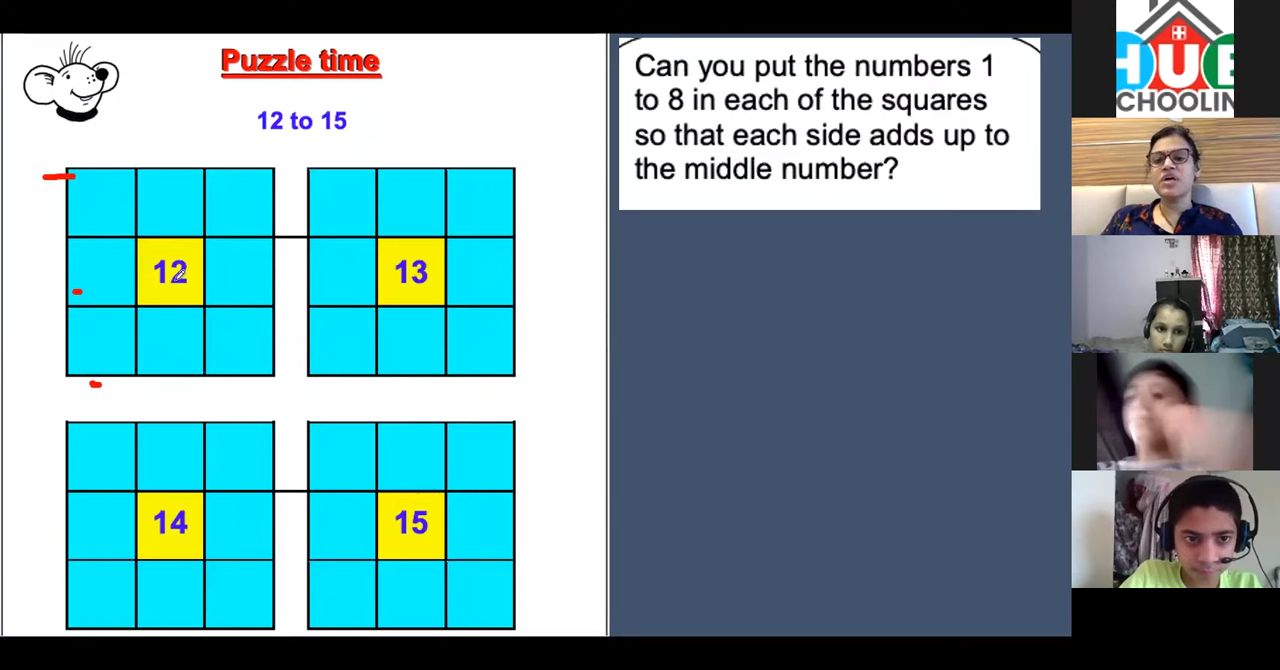 Puzzle time
12 to 15
12
13
14
15
Can you put the numbers 1
to 8 in each of the squares
so that each side adds up to
the middle number?
HUE
CHOOLIN